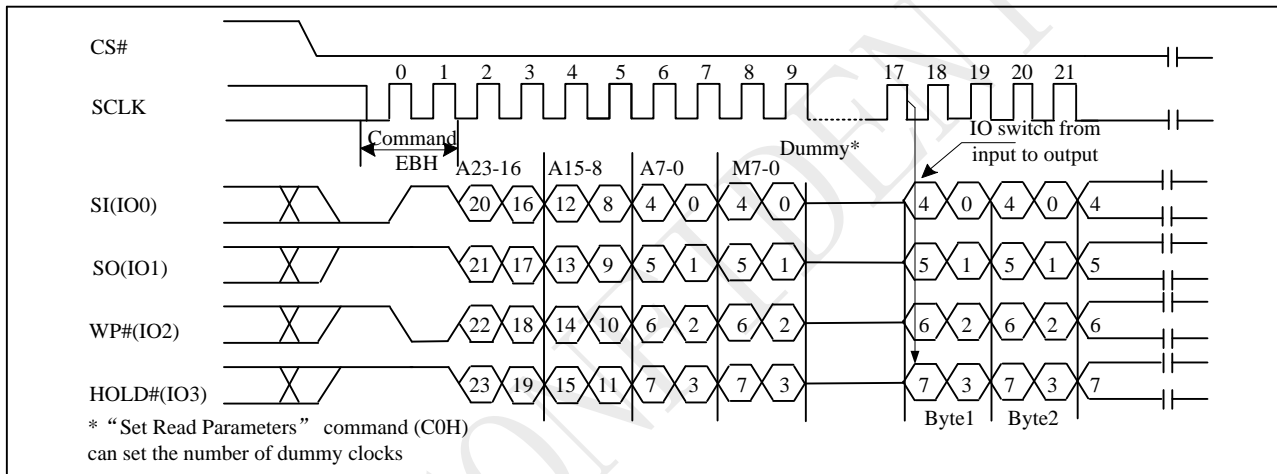 CS#
0 1 2 3 4 5 6 7 8 9 17 18 19 20 21
SCLK
Command
EBH
Dummy*
IO switch from
input to output
A23-16 A15-8 A7-0 M7-0
SI(IO0) 20 16 12 8 4 0 4 0 4 0 4 0 4
SO(IO1) 21 17 13 9 5 1 5 1 5 1 5 1 5
WP#(IO2) 22 18 14 10 6 2 6 2 6 2 6 2 6
HOLD#(IO3) 23 19 15 11 7 3 7 3 7 3 7 3 7
Byte1 Byte2
* “Set Read Parameters” command (C0H)
can set the number of dummy clocks